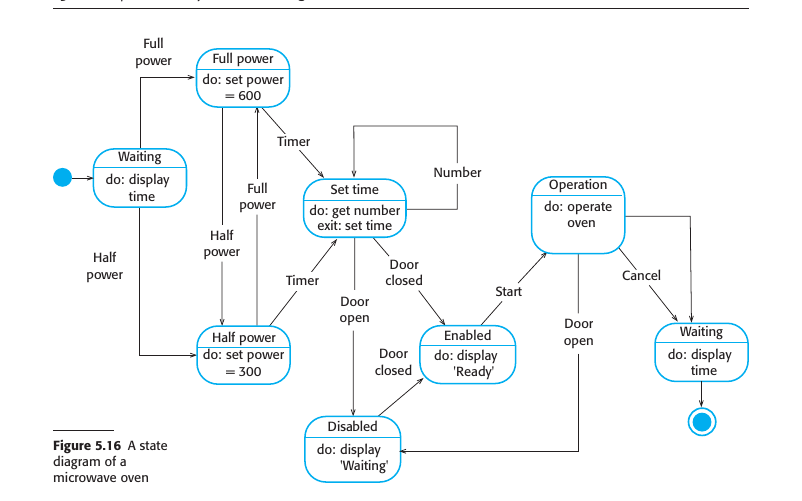 Full
power
Full power
do: set power
= 600
Timer
Waiting
do: display
time
Number
Set time
do: get number
exit: set time
Operation
do: operate
oven
Full
power
Half
power
Half
power
Timer
Door
closed
Door
open
Start
Cancel
Door
open
Half power
do: set power
= 300
Enabled
do: display
'Ready'
Door
closed
Waiting
do: display
time
Disabled
do: display
'Waiting'
Figure 5.16 A state
diagram of a
microwave oven